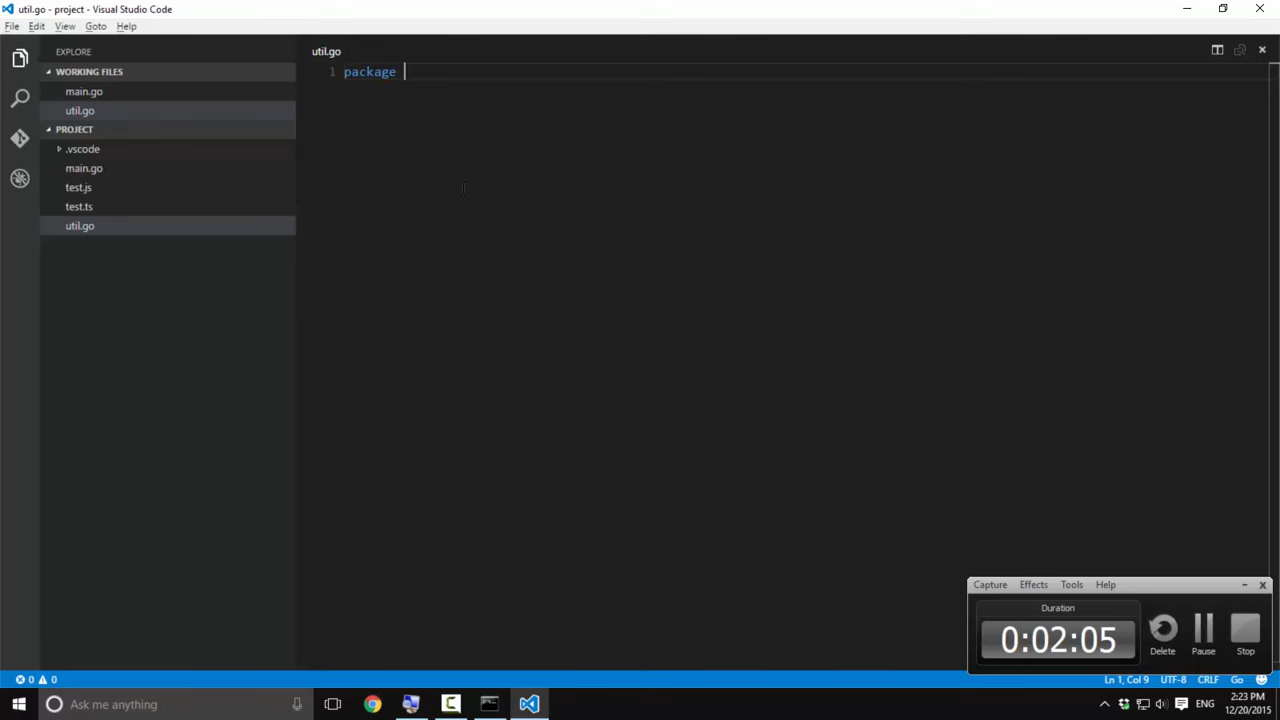 util.go - project - Visual Studio Code
File Edit View Goto Help
EXPLORE
WORKING FILES
main.go
util.go
PROJECT
.vscode
main.go
test.js
test.ts
util.go
util.go
1 package
Capture Effects Tools Help
Duration
0:02:05
Delete Pause Stop
0 0
Ln 1, Col 9 UTF-8 CRLF Go
Ask me anything
ENG
2:23 PM
12/20/2015